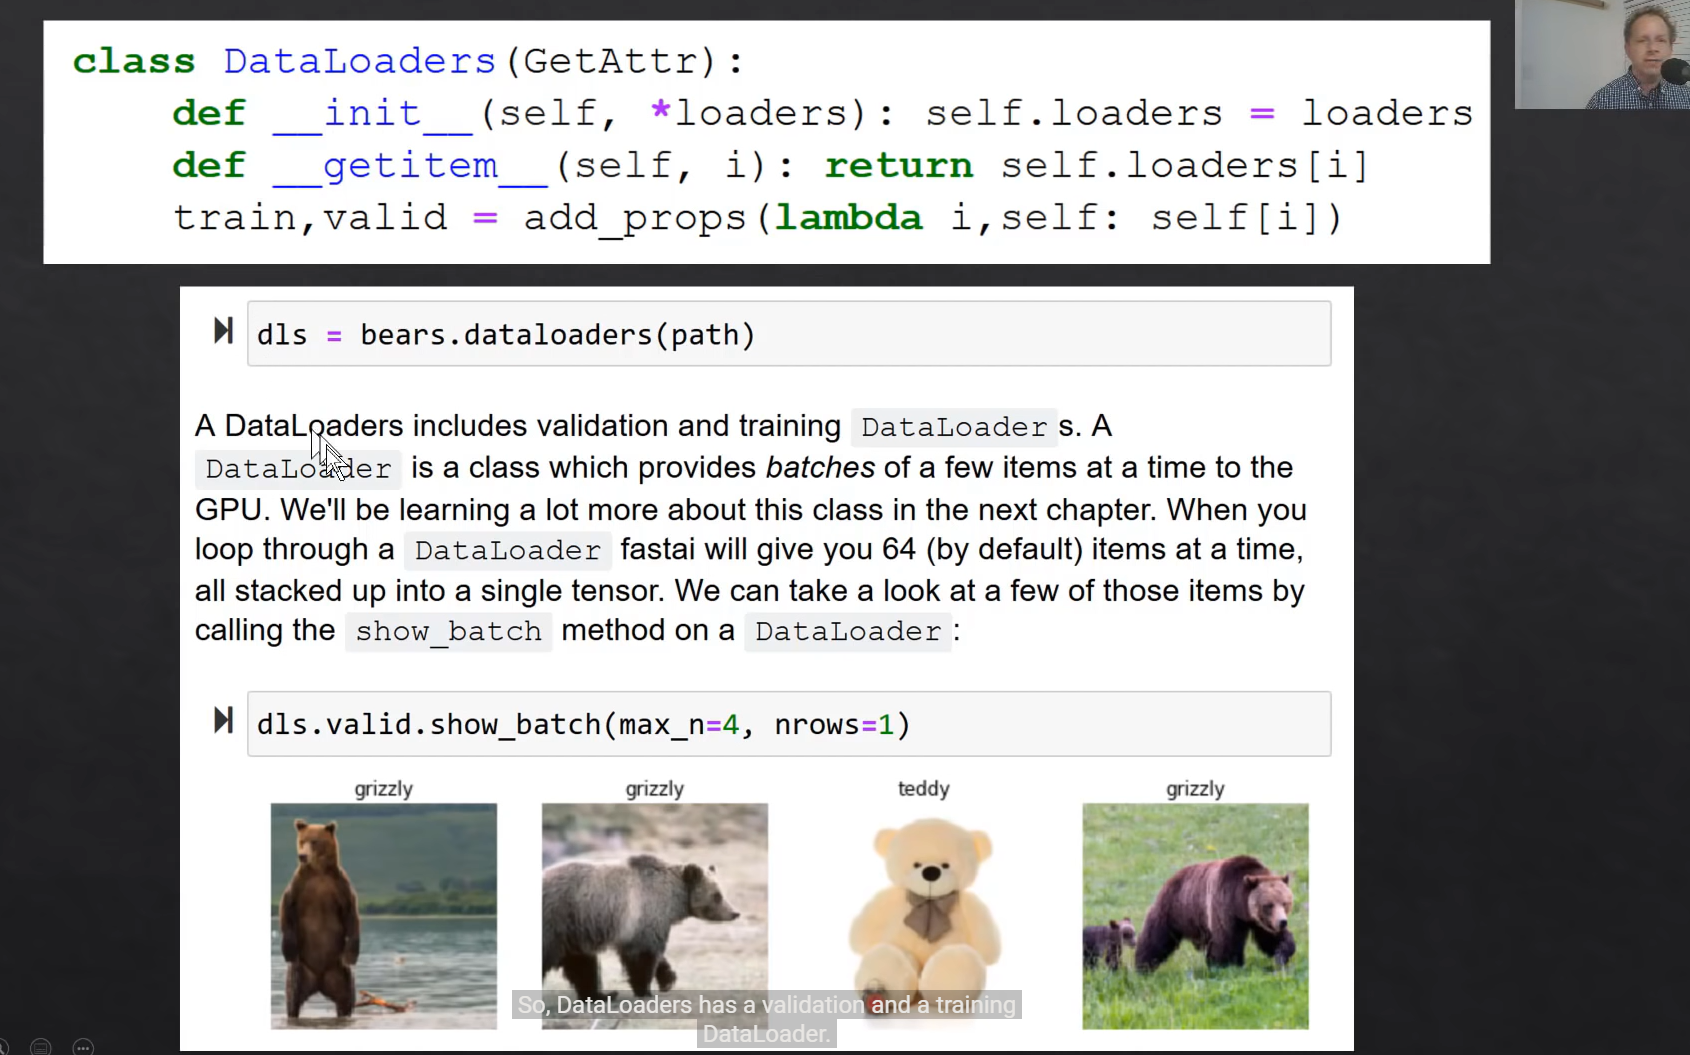 class DataLoaders(GetAttr):
def __init__(self, *loaders): self.loaders = loaders
def __getitem__(self, i): return self.loaders[i]
train,valid = add_props(lambda i,self: self[i])
dls = bears.dataloaders(path)
A DataLoaders includes validation and training DataLoaders. A
DataLoader is a class which provides batches of a few items at a time to the
GPU. We'll be learning a lot more about this class in the next chapter. When you
loop through a DataLoader fastai will give you 64 (by default) items at a time,
all stacked up into a single tensor. We can take a look at a few of those items by
calling the show_batch method on a DataLoader:
dls.valid.show_batch(max_n=4, nrows=1)
grizzly grizzly teddy grizzly
So, DataLoaders has a validation and a training
DataLoader.